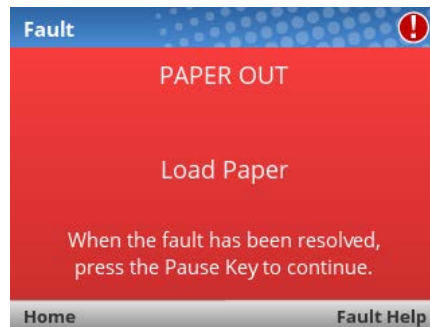 Fault
PAPER OUT
Load Paper
When the fault has been resolved,
press the Pause Key to continue.
Home Fault Help